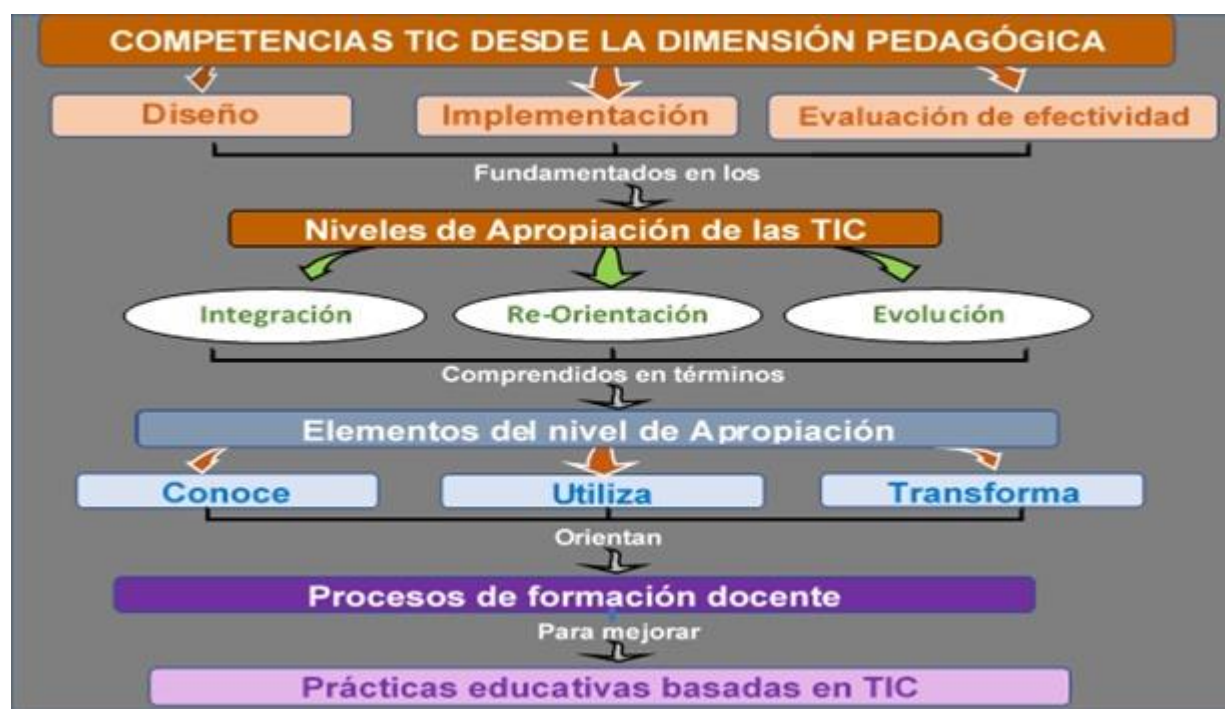 COMPETENCIAS TIC DESDE LA DIMENSIÓN PEDAGÓGICA
Diseño
Implementación
Evaluación de efectividad
Fundamentados en los
Niveles de Apropiación de las TIC
Integración
Re-Orientación
Evolución
Comprendidos en términos
Elementos del nivel de Apropiación
Conoce
Utiliza
Transforma
Orientan
Procesos de formación docente
Para mejorar
Prácticas educativas basadas en TIC